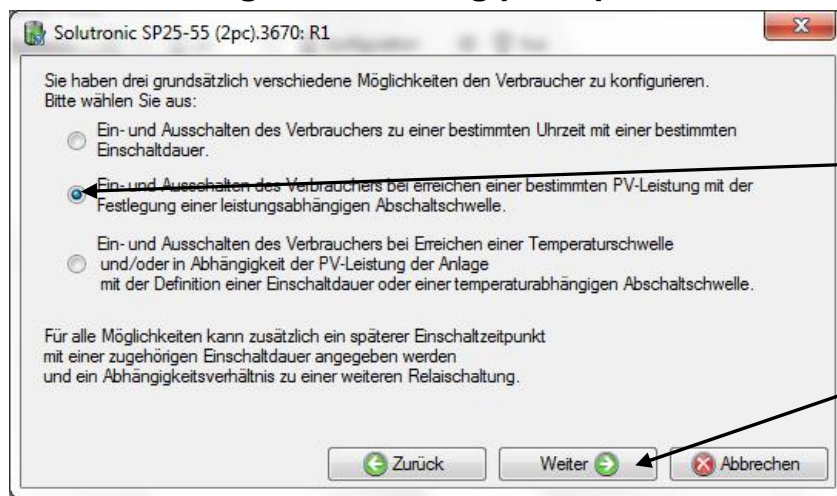 Solutronic SP25-55 (2pc).3670: R1
Sie haben drei grundsätzlich verschiedene Möglichkeiten den Verbraucher zu konfigurieren.
Bitte wählen Sie aus:
Ein- und Ausschalten des Verbrauchers zu einer bestimmten Uhrzeit mit einer bestimmten
Einschaltdauer.
Ein- und Ausschalten des Verbrauchers bei erreichen einer bestimmten PV-Leistung mit der
Festlegung einer leistungsabhängigen Abschaltschwelle.
Ein- und Ausschalten des Verbrauchers bei Erreichen einer Temperaturschwelle
und/oder in Abhängigkeit der PV-Leistung der Anlage
mit der Definition einer Einschaltdauer oder einer temperaturabhängigen Abschaltschwelle.
Für alle Möglichkeiten kann zusätzlich ein späterer Einschaltzeitpunkt
mit einer zugehörigen Einschaltdauer angegeben werden
und ein Abhängigkeitsverhältnis zu einer weiteren Relaischaltung.
Zurück Weiter Abbrechen